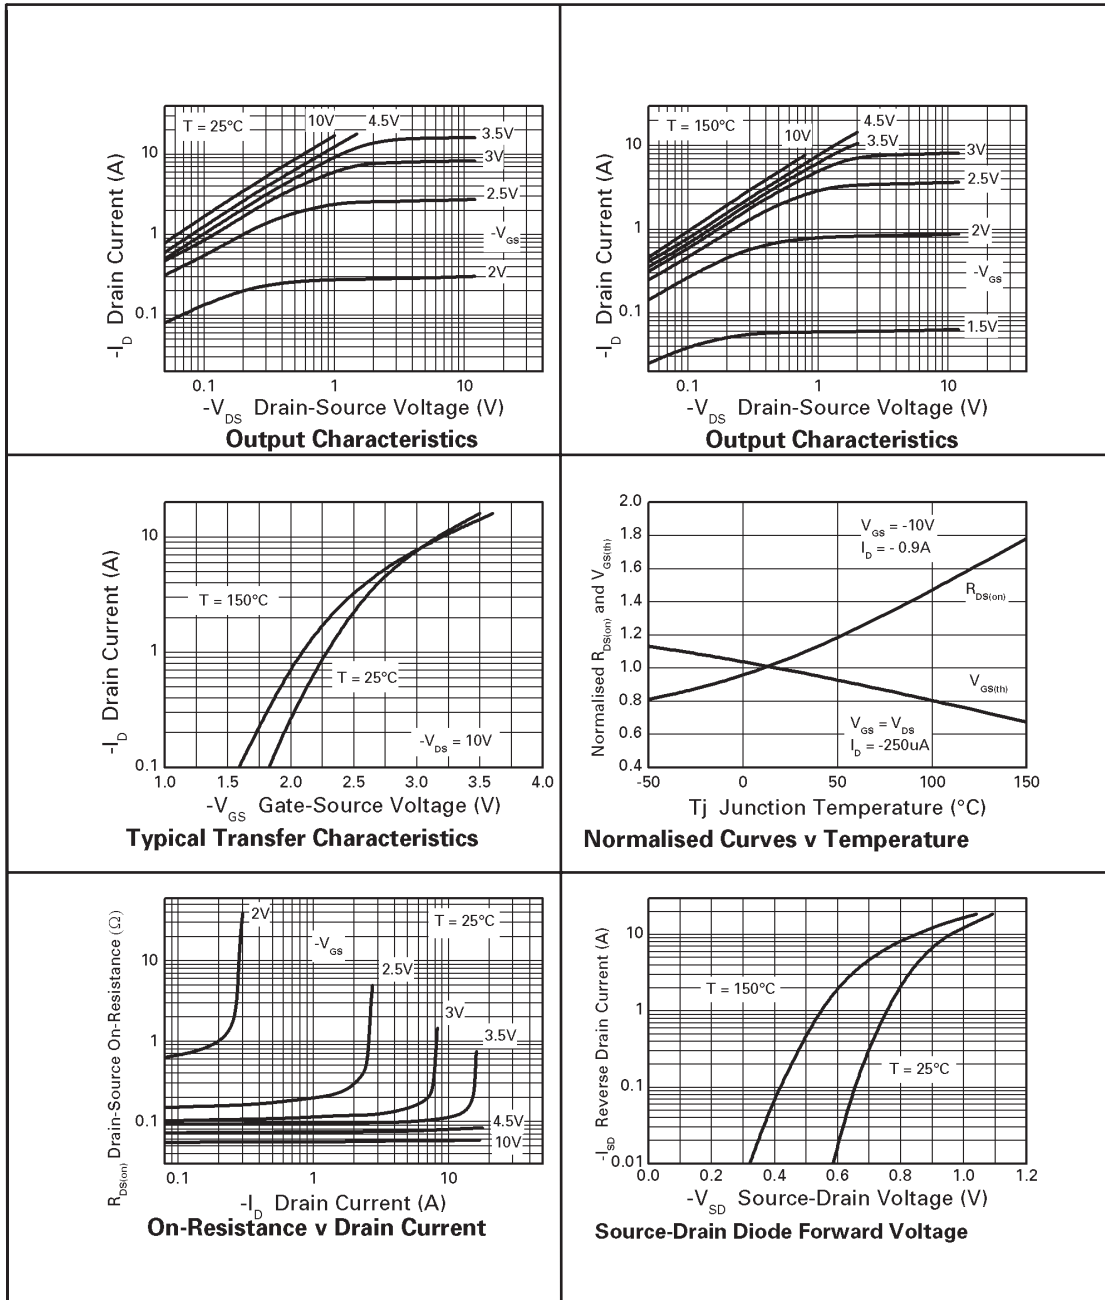 T = 25°C
10V
4.5V
3.5V
3V
2.5V
-VGS
2V
10
1
0.1
-ID Drain Current (A)
0.1
1
10
-VDS Drain-Source Voltage (V)
Output Characteristics
T = 150°C
10V
4.5V
3.5V
3V
2.5V
2V
-VGS
1.5V
10
1
0.1
-ID Drain Current (A)
0.1
1
10
-VDS Drain-Source Voltage (V)
Output Characteristics
10
1
0.1
-ID Drain Current (A)
T = 150°C
T = 25°C
-VDS = 10V
1.0
1.5
2.0
2.5
3.0
3.5
4.0
-VGS Gate-Source Voltage (V)
Typical Transfer Characteristics
2.0
1.8
1.6
1.4
1.2
1.0
0.8
0.6
0.4
Normalised RDS(on) and VGS(th)
VGS = -10V
ID = - 0.9A
RDS(on)
VGS(th)
VGS = VDS
ID = -250uA
-50
0
50
100
150
Tj Junction Temperature (°C)
Normalised Curves v Temperature
RDS(on) Drain-Source On-Resistance (Ω)
10
1
0.1
2V
T = 25°C
-VGS
2.5V
3V
3.5V
4.5V
10V
0.1
1
10
-ID Drain Current (A)
On-Resistance v Drain Current
-ISD Reverse Drain Current (A)
10
1
0.1
0.01
T = 150°C
T = 25°C
0.0
0.2
0.4
0.6
0.8
1.0
1.2
-VSD Source-Drain Voltage (V)
Source-Drain Diode Forward Voltage